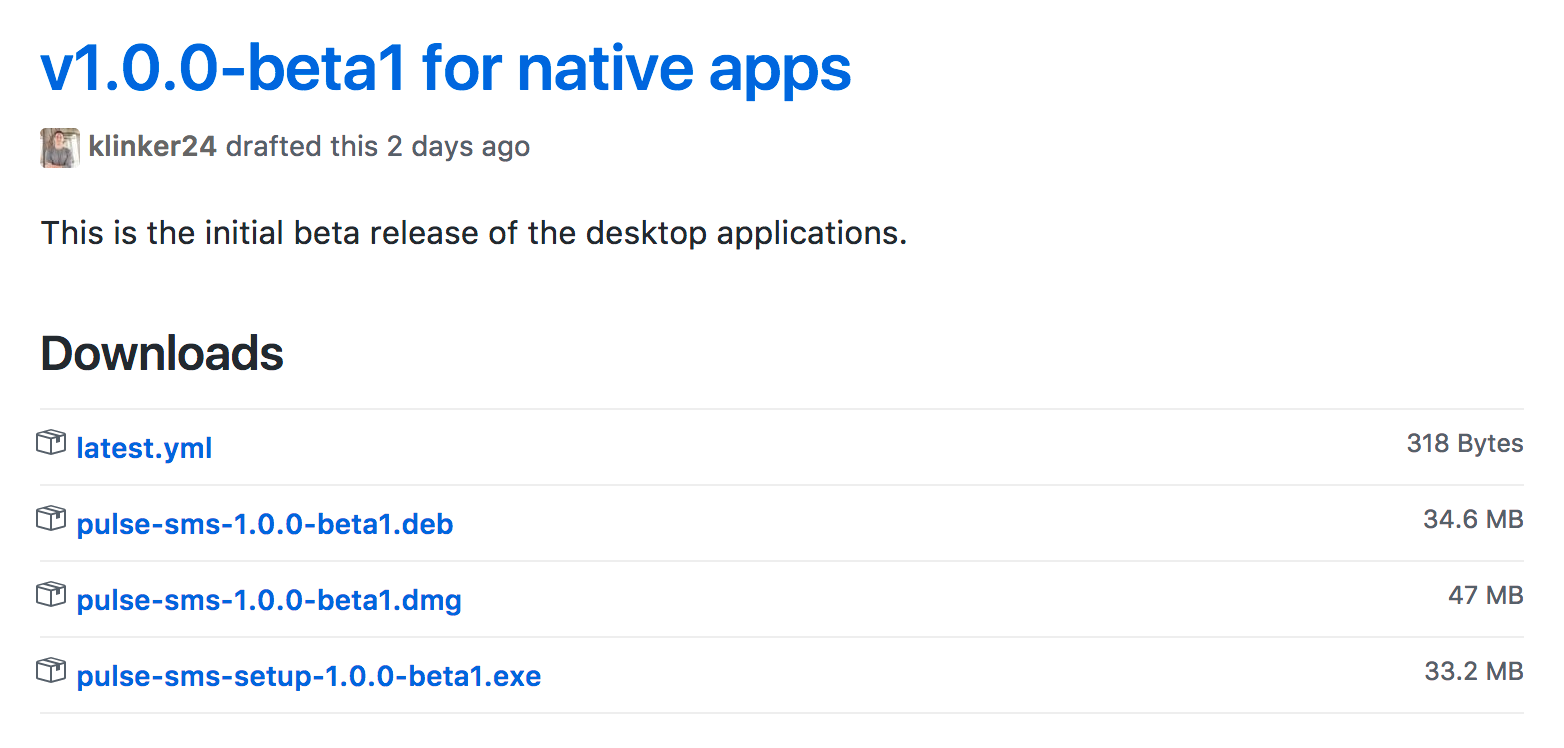 v1.0.0-beta1 for native apps
klinker24 drafted this 2 days ago
This is the initial beta release of the desktop applications.
Downloads
latest.yml 318 Bytes
pulse-sms-1.0.0-beta1.deb 34.6 MB
pulse-sms-1.0.0-beta1.dmg 47 MB
pulse-sms-setup-1.0.0-beta1.exe 33.2 MB